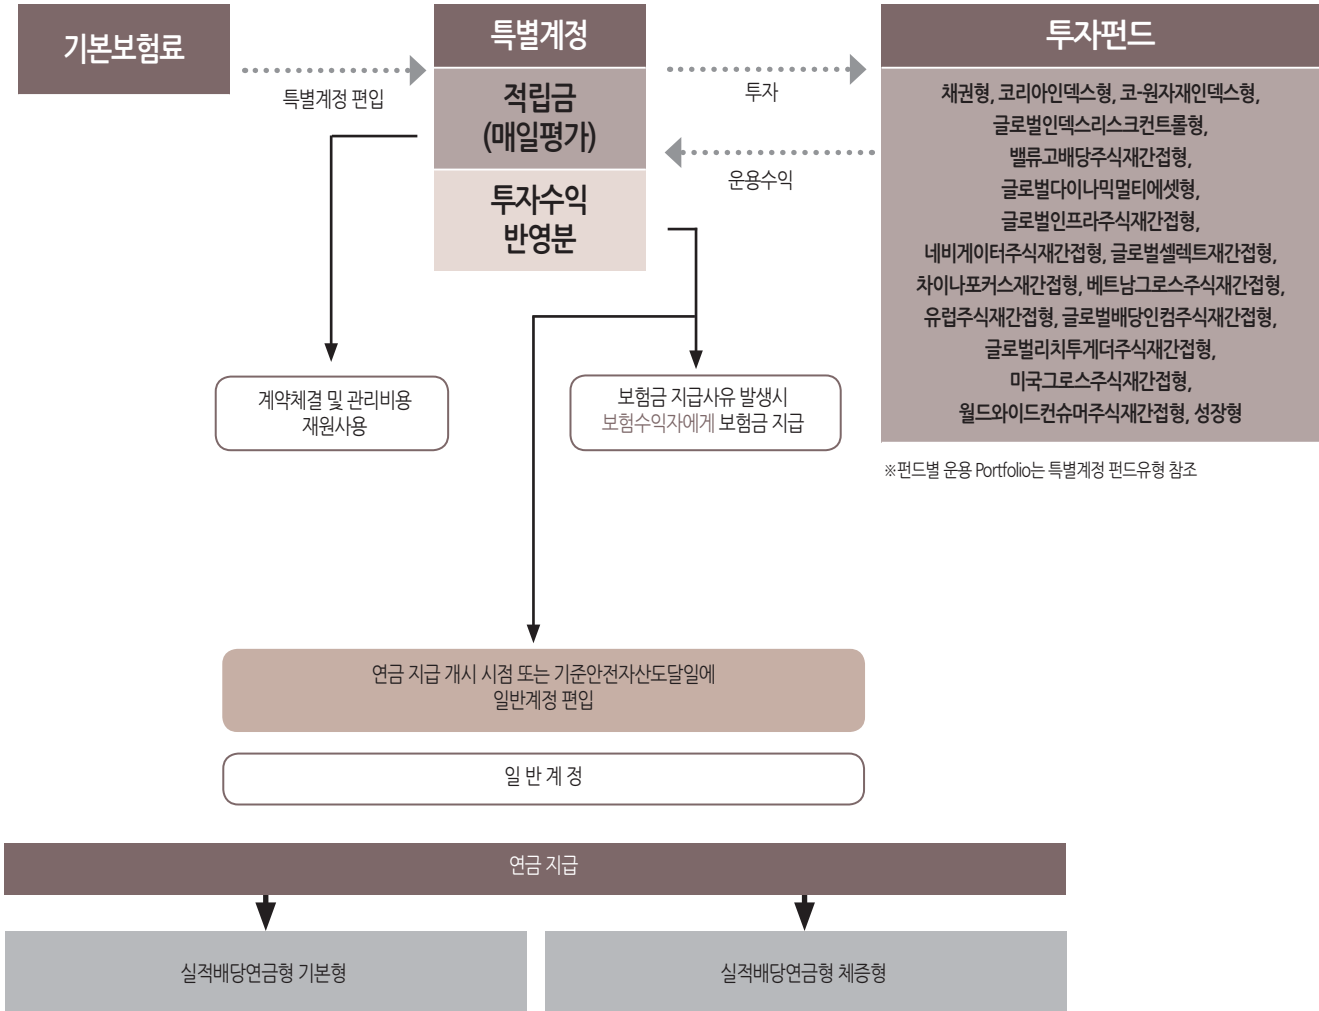 기본보험료
특별계정 편입
특별계정
적립금
(매일평가)
투자수익
반영분
투자
운용수익
투자펀드
채권형, 코리아인덱스형, 코-원자재인덱스형,
글로벌인덱스리스크컨트롤형,
밸류고배당주식재간접형,
글로벌다이나믹멀티에셋형,
글로벌인프라주식재간접형,
네비게이터주식재간접형, 글로벌셀렉트재간접형,
차이나포커스재간접형, 베트남그로스주식재간접형,
유럽주식재간접형, 글로벌배당인컴주식재간접형,
글로벌리치투게더주식재간접형,
미국그로스주식재간접형,
월드와이드컨슈머주식재간접형, 성장형
※펀드별 운용 Portfolio는 특별계정 펀드유형 참조
계약체결 및 관리비용
재원사용
보험금 지급사유 발생시
보험수익자에게 보험금 지급
연금 지급 개시 시점 또는 기준안전자산도달일에
일반계정 편입
일 반 계 정
연금 지급
실적배당연금형 기본형
실적배당연금형 체증형